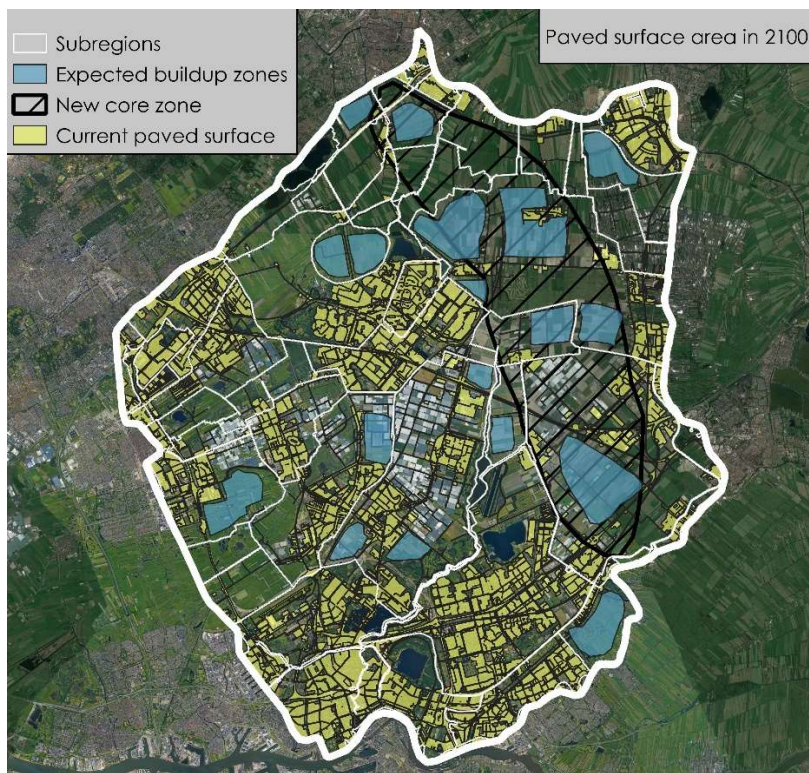 Subregions
Expected buildup zones
New core zone
Current paved surface
Paved surface area in 2100